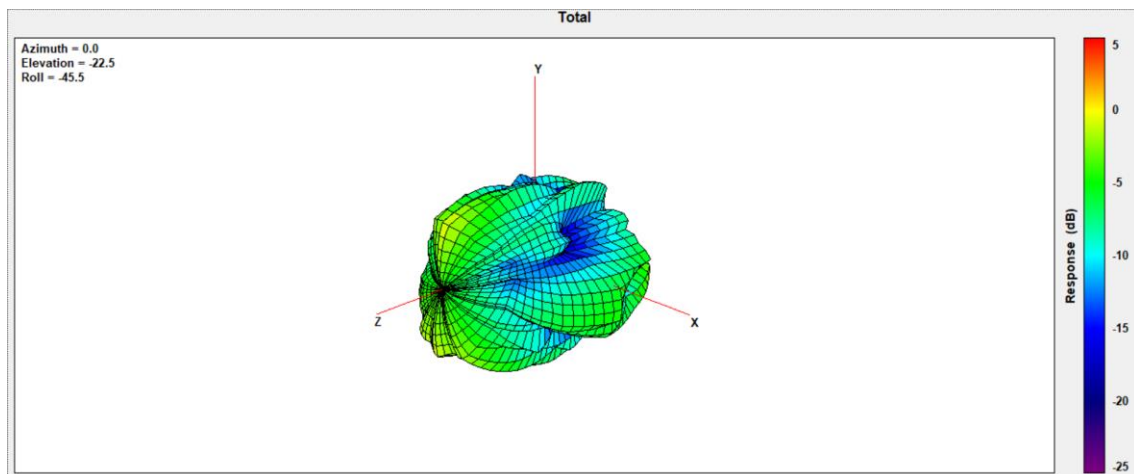 Total
Azimuth = 0.0
Elevation = -22.5
Roll = -45.5
Y
Z
X
5
0
-5
-10
-15
-20
-25
Response (dB)